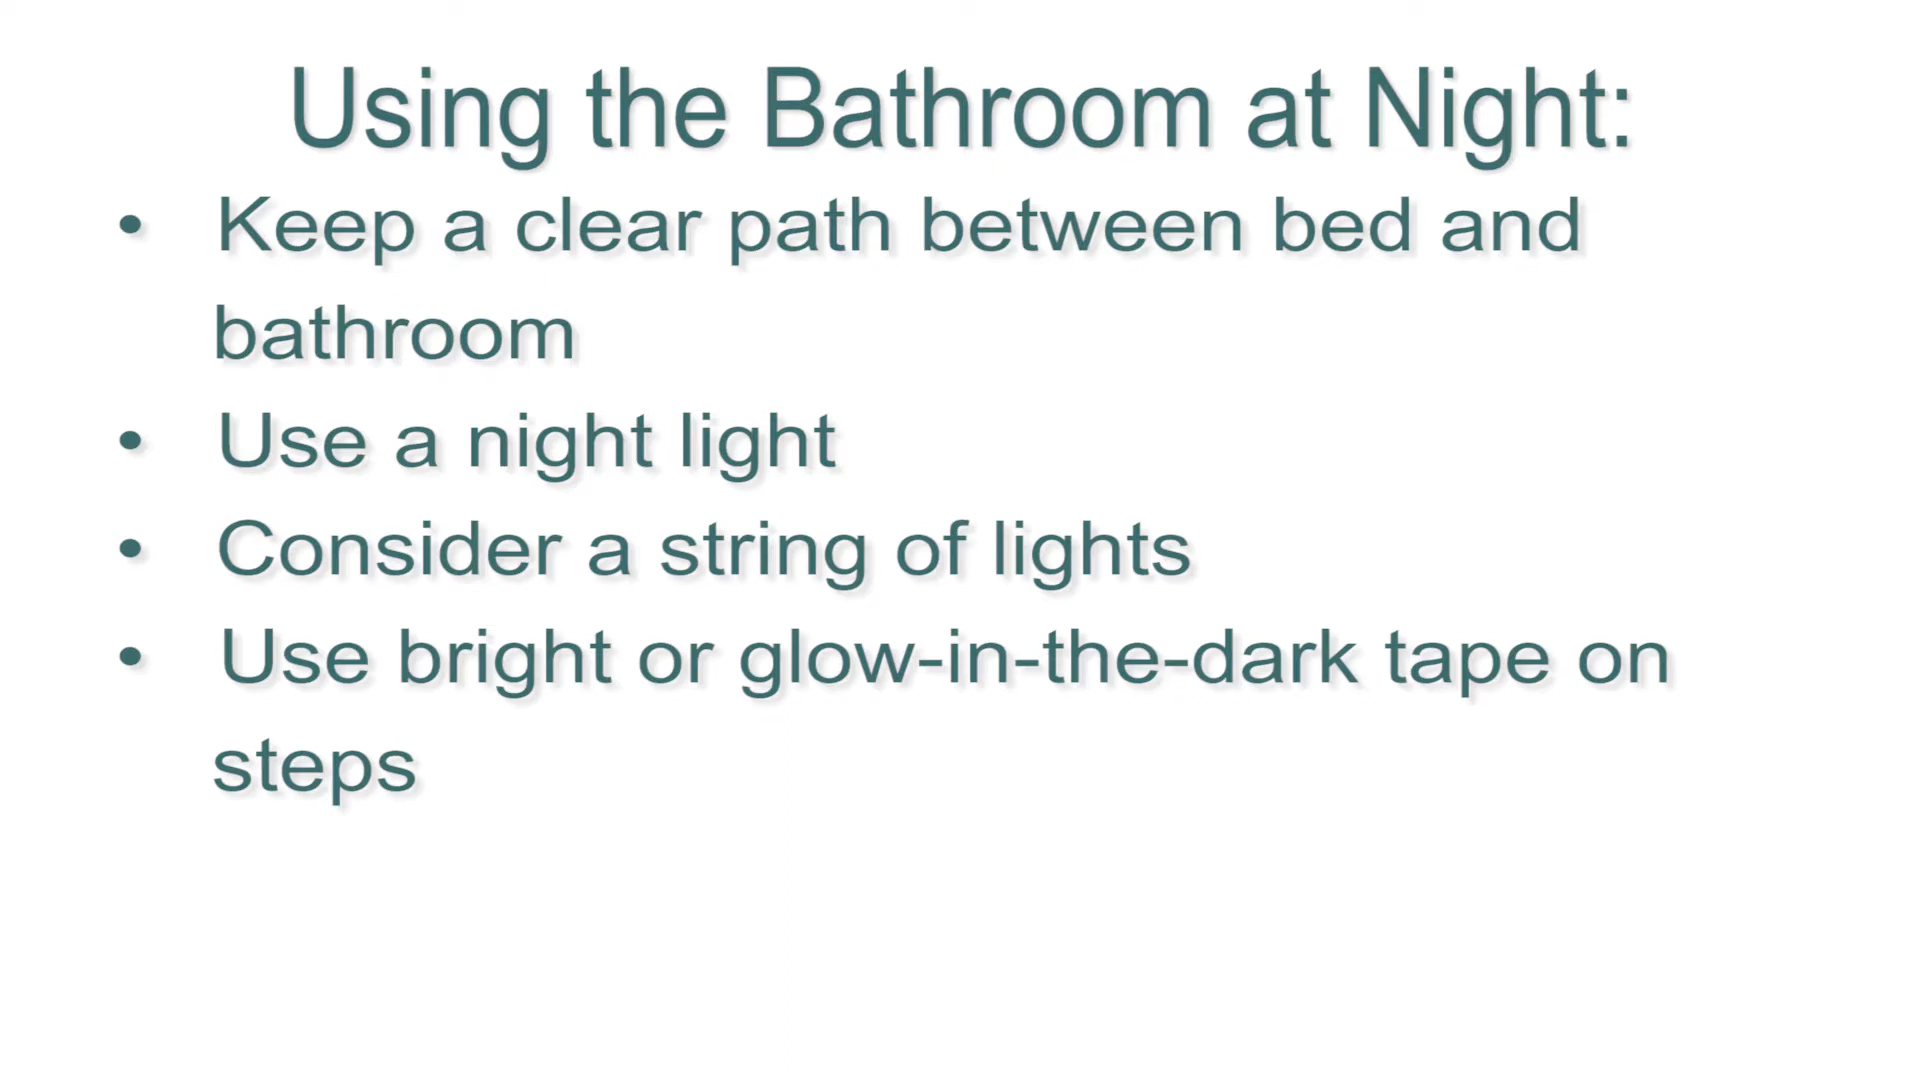 Using the Bathroom at Night:
• Keep a clear path between bed and
bathroom
• Use a night light
• Consider a string of lights
• Use bright or glow-in-the-dark tape on
steps